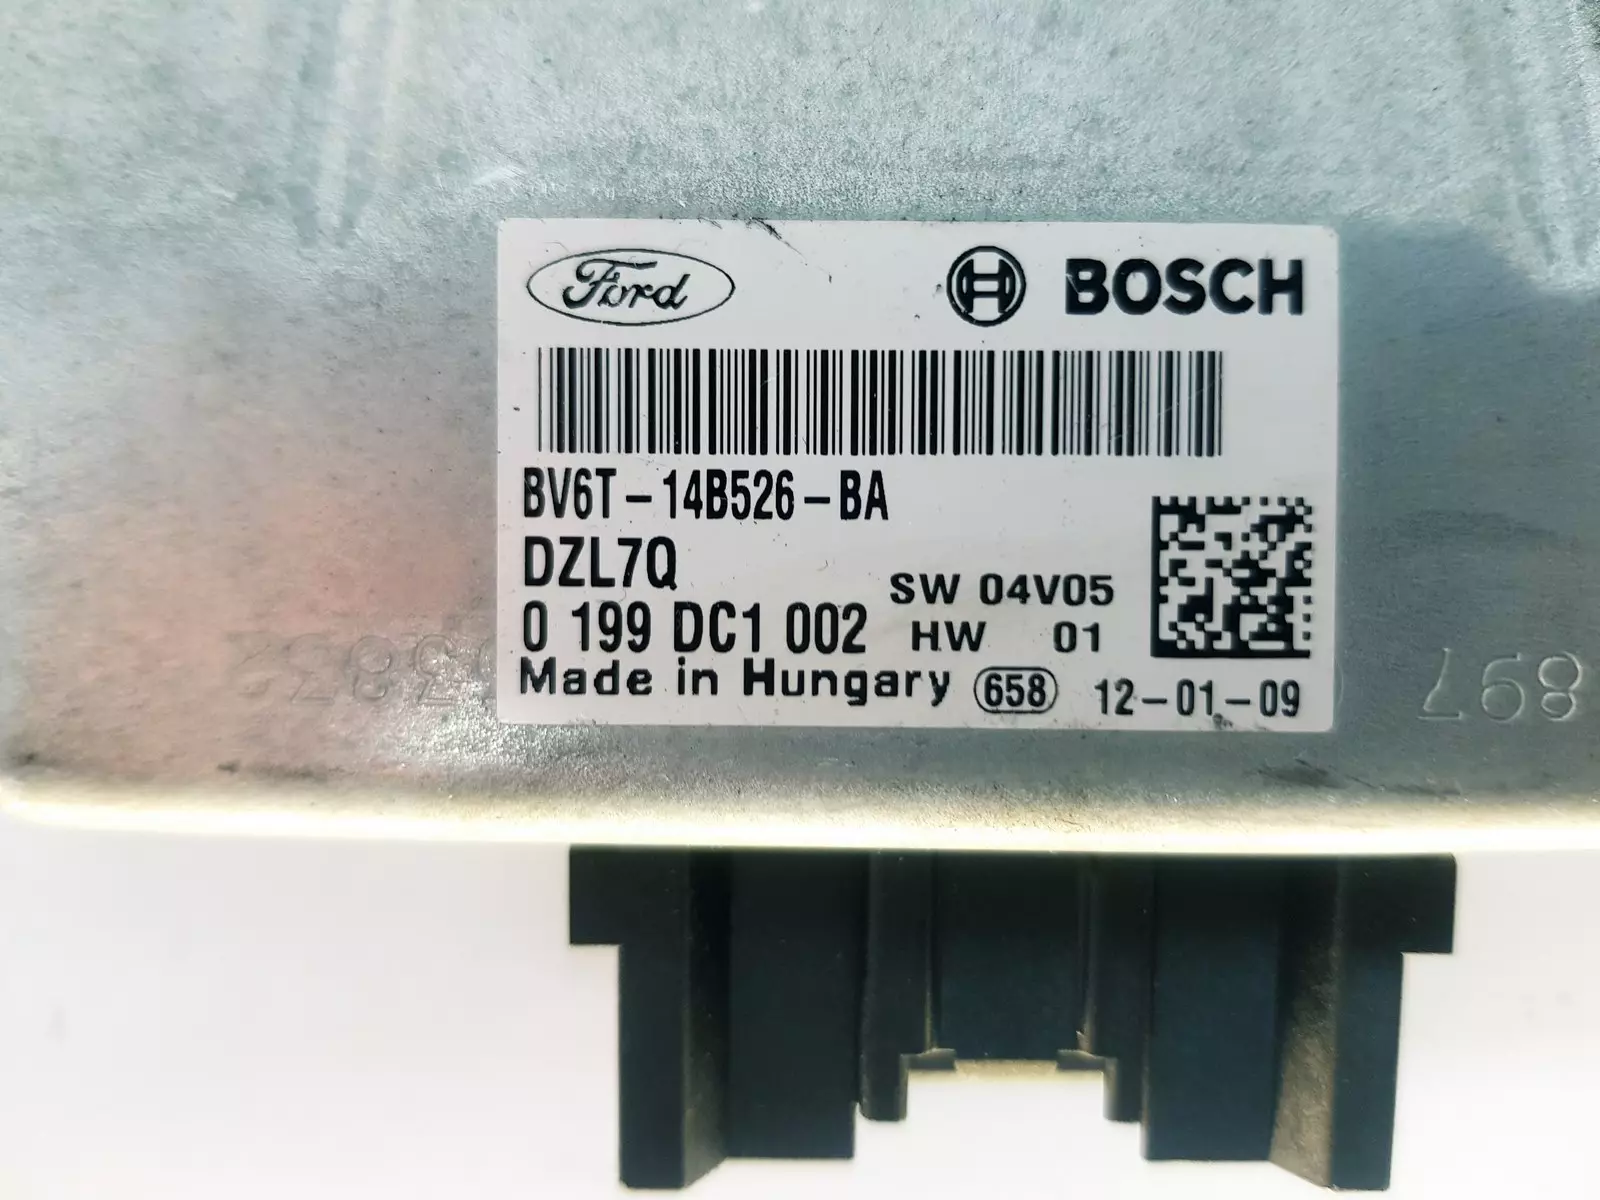 Ford BOSCH
BV6T-14B526-BA
DZL7Q
0 199 DC1 002 SW 04V05
HW 01
Made in Hungary 658 12-01-09
897